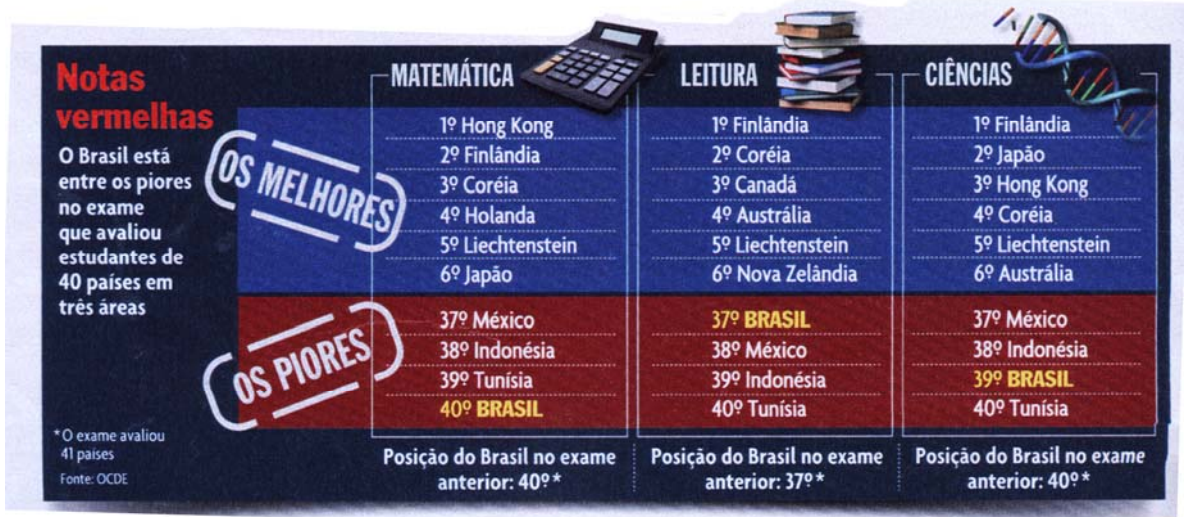 Notas
vermelhas
O Brasil está
entre os piores
no exame
que avaliou
estudantes de
40 países em
três áreas
OS MELHORES
OS PIORES
MATEMÁTICA
1º Hong Kong
2º Finlândia
3º Coréia
4º Holanda
5º Liechtenstein
6º Japão
37º México
38º Indonésia
39º Tunísia
40º BRASIL
Posição do Brasil no exame
anterior: 40º*
LEITURA
1º Finlândia
2º Coréia
3º Canadá
4º Austrália
5º Liechtenstein
6º Nova Zelândia
37º BRASIL
38º México
39º Indonésia
40º Tunísia
Posição do Brasil no exame
anterior: 37º*
CIÊNCIAS
1º Finlândia
2º Japão
3º Hong Kong
4º Coréia
5º Liechtenstein
6º Austrália
37º México
38º Indonésia
39º BRASIL
40º Tunísia
Posição do Brasil no exame
anterior: 40º*
*O exame avaliou
41 países
Fonte: OCDE